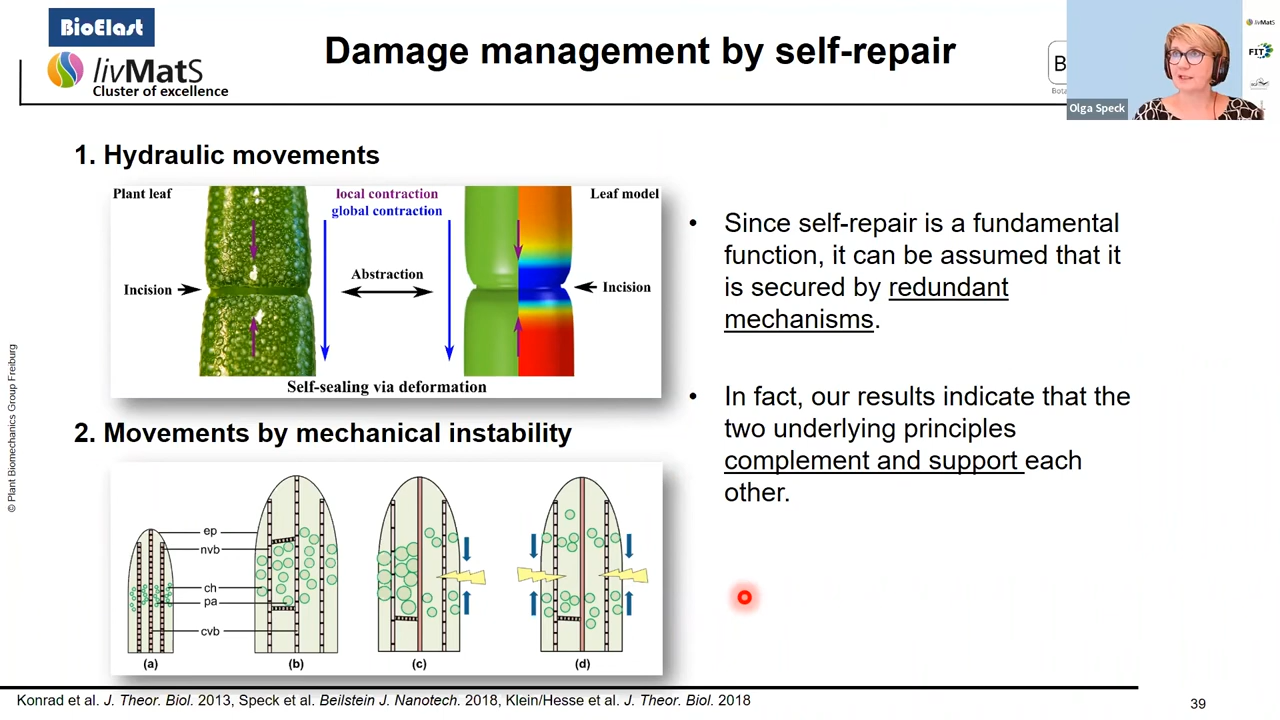 BioElast
livMatS
Cluster of excellence
Damage management by self-repair
B
Olga Speck
livMatS
FIT
1. Hydraulic movements
Plant leaf
local contraction
global contraction
Leaf model
Abstraction
Incision
Incision
Self-sealing via deformation
2. Movements by mechanical instability
ep
nvb
ch
pa
cvb
(a)
(b)
(c)
(d)
• Since self-repair is a fundamental
function, it can be assumed that it
is secured by redundant
mechanisms.
• In fact, our results indicate that the
two underlying principles
complement and support each
other.
© Plant Biomechanics Group Freiburg
Konrad et al. J. Theor. Biol. 2013, Speck et al. Beilstein J. Nanotech. 2018, Klein/Hesse et al. J. Theor. Biol. 2018
39